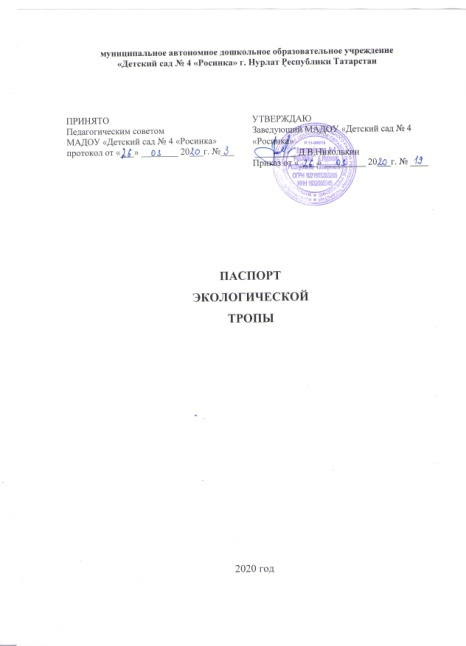 муниципальное автономное дошкольное образовательное учреждение
«Детский сад № 4 «Росинка» г. Нурлат Республики Татарстан
ПРИНЯТО
Педагогическим советом
МАДОУ «Детский сад № 4 «Росинка»
протокол от «26» 03 2020 г. № 3
УТВЕРЖДАЮ
Заведующий МАДОУ «Детский сад № 4
«Росинка»
Д.В.Никонькин
Приказ от «26» 03 2020 г. № 19
ПАСПОРТ
ЭКОЛОГИЧЕСКОЙ
ТРОПЫ
2020 год